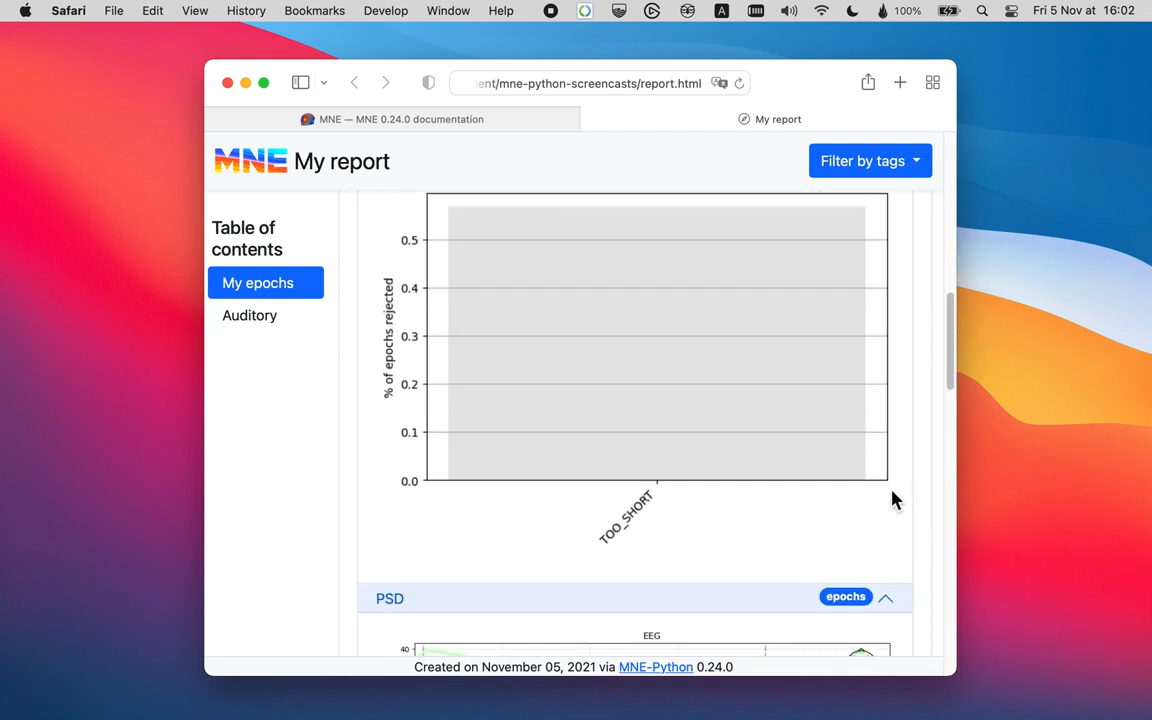 Safari File Edit View History Bookmarks Develop Window Help A 100% Fri 5 Nov at 16:02
ent/mne-python-screencasts/report.html
MNE — MNE 0.24.0 documentation
My report
MNE My report
Filter by tags
Table of
contents
My epochs
Auditory
% of epochs rejected
0.5
0.4
0.3
0.2
0.1
0.0
TOO_SHORT
PSD
epochs
EEG
40
Created on November 05, 2021 via MNE-Python 0.24.0